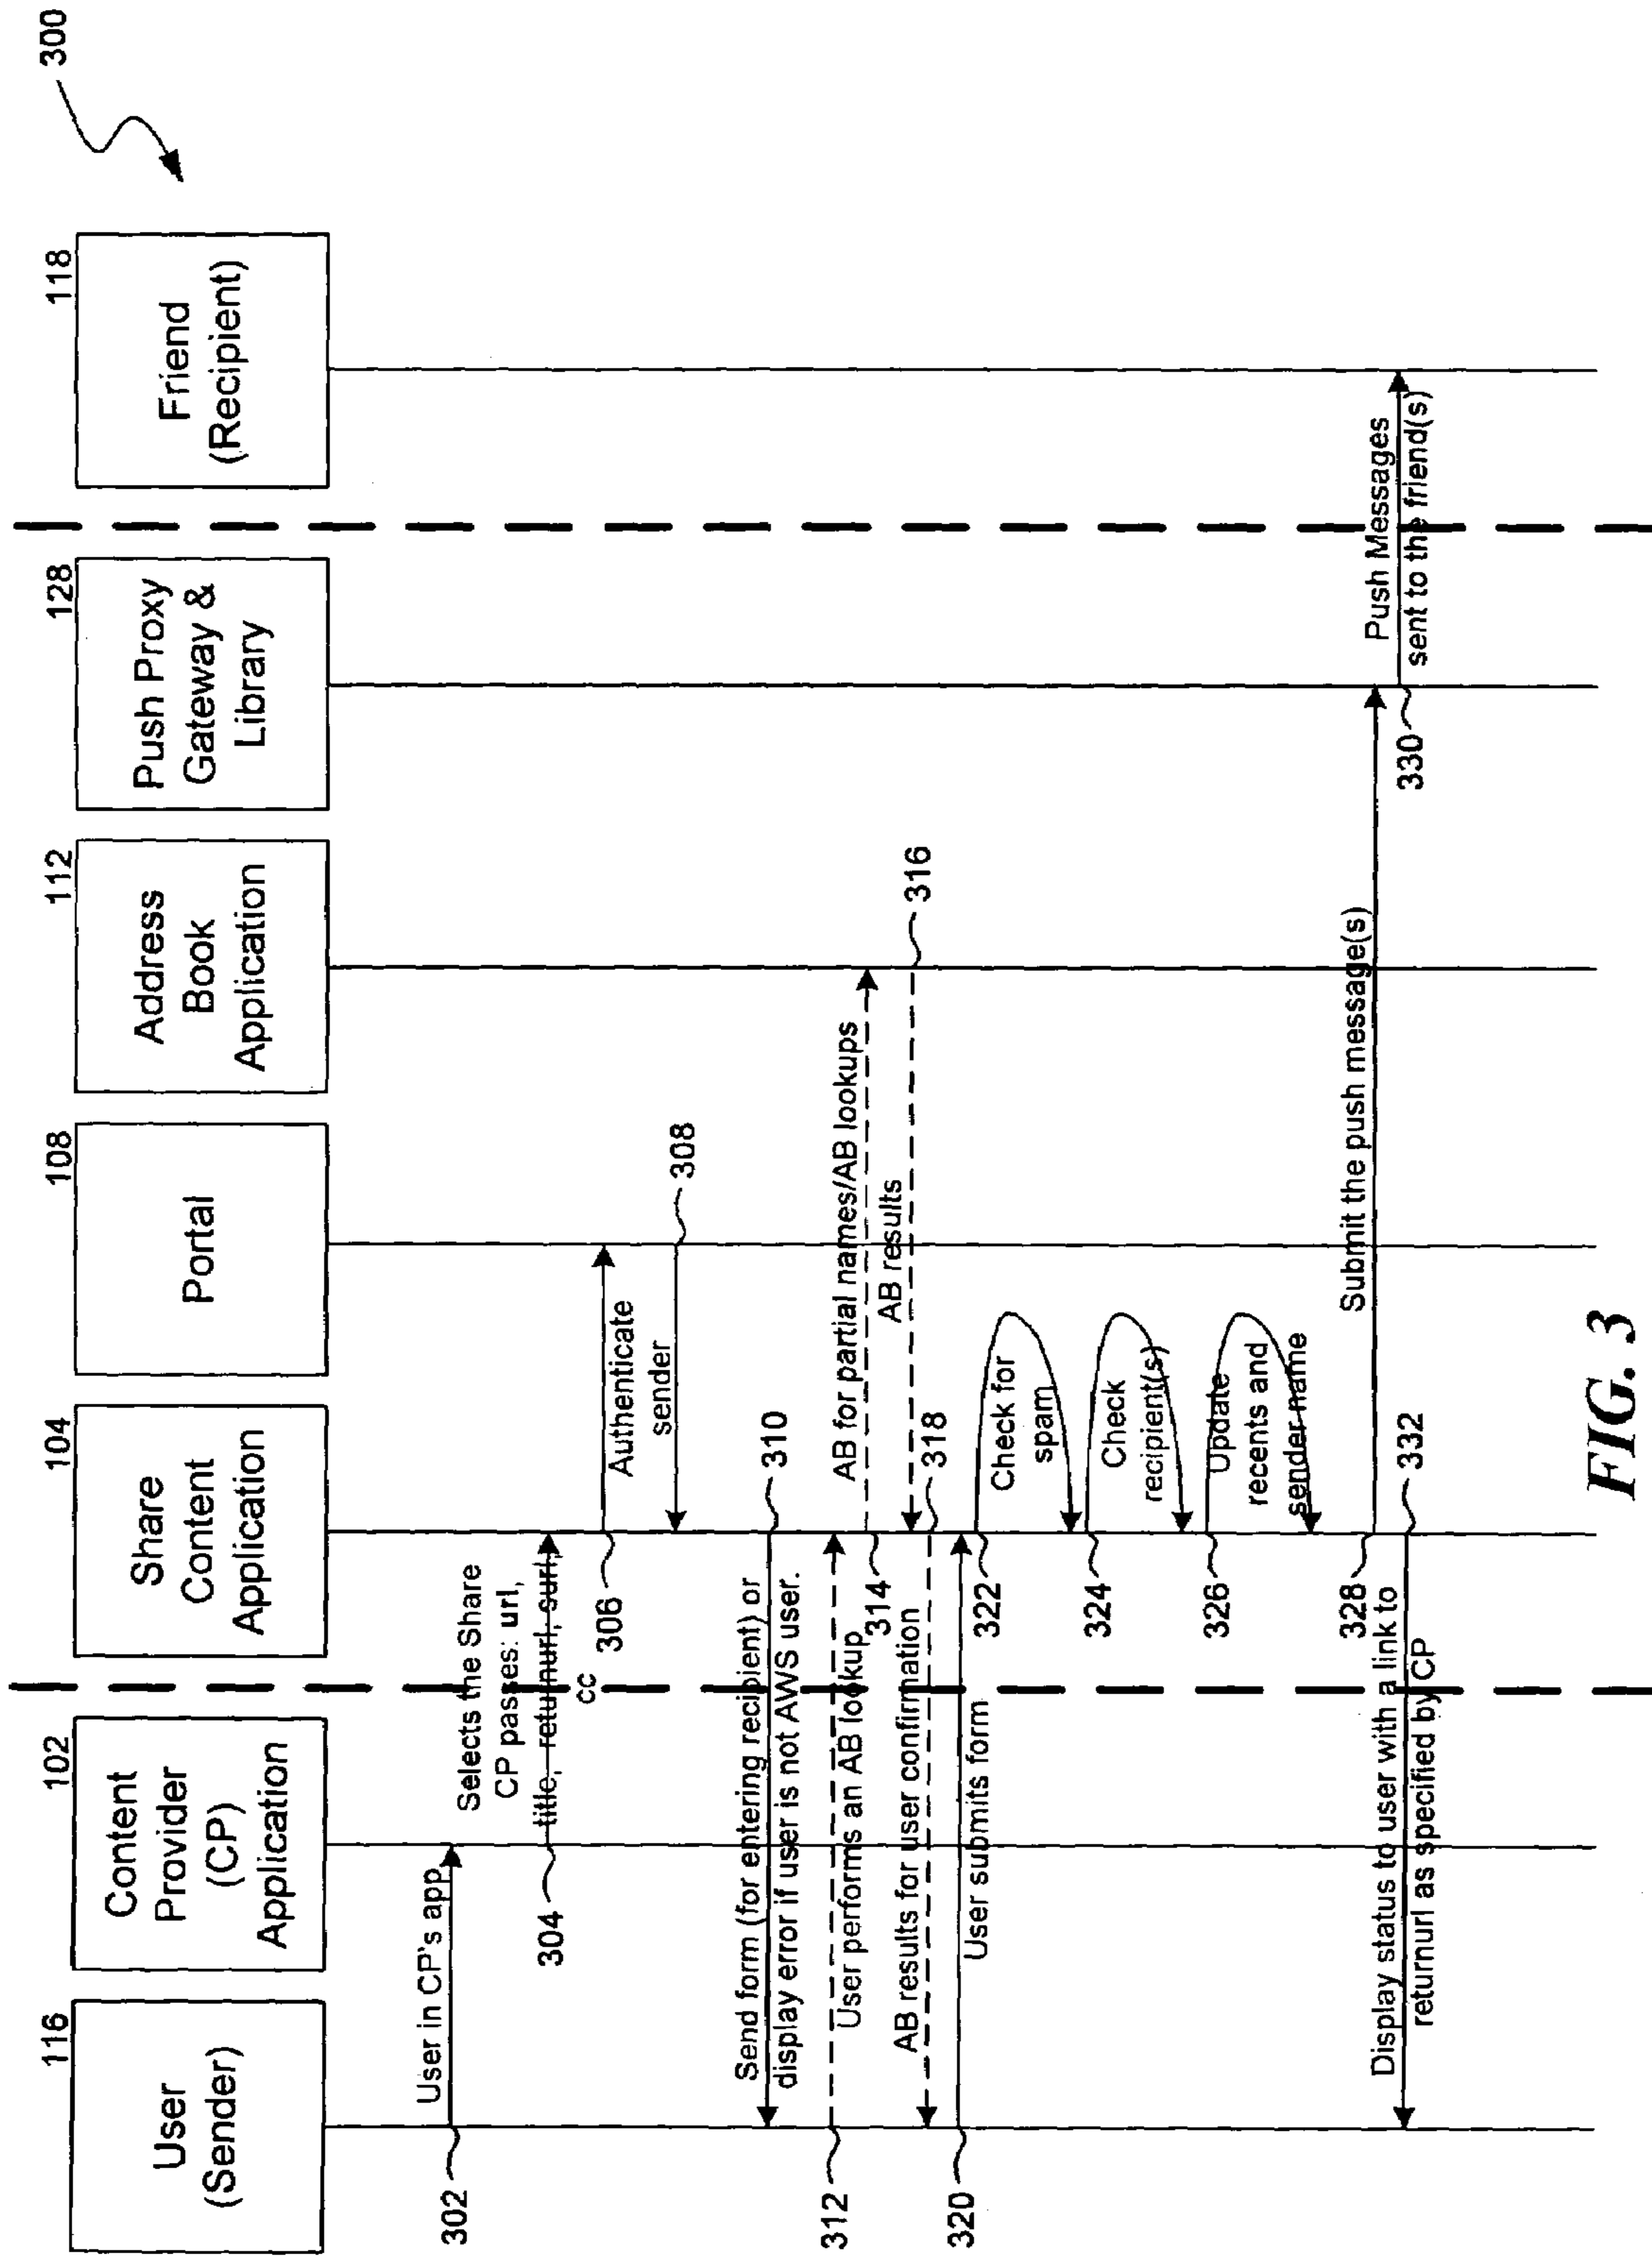 300
116
User
(Sender)
102
Content
Provider
(CP)
Application
104
Share
Content
Application
108
Portal
112
Address
Book
Application
128
Push Proxy
Gateway &
Library
118
Friend
(Recipient)
302
User in CP's app
304
Selects the Share
CP passes: url,
title, returnurl, surl,
cc
306
Authenticate
sender
308
310
Send form (for entering recipient) or
display error if user is not AWS user.
312
User performs an AB lookup
314
AB for partial names/AB lookups
316
AB results
318
AB results for user confirmation
320
User submits form
322
Check for
spam
324
Check
recipient(s)
326
Update
recents and
sender name
328
Submit the push message(s)
330
Push Messages
sent to the friend(s)
332
Display status to user with a link to
returnurl as specified by CP
FIG. 3